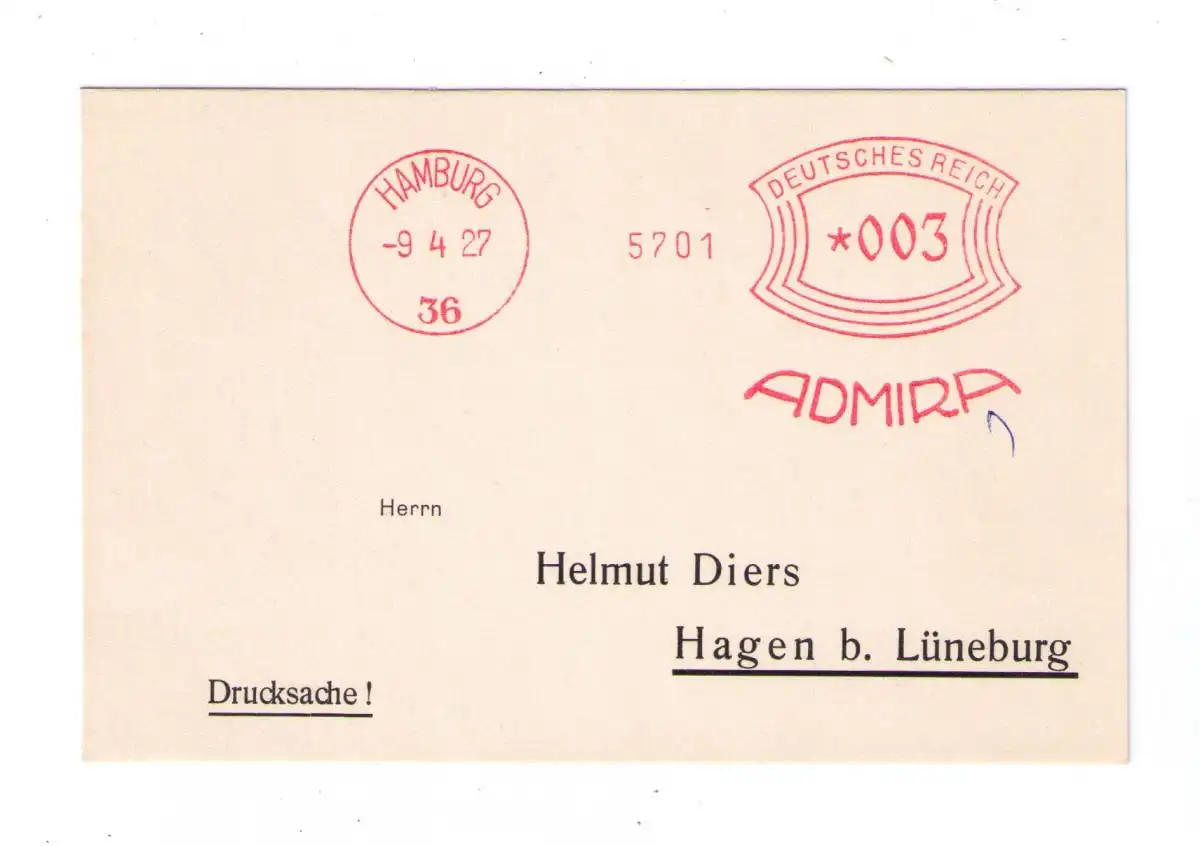 HAMBURG
-9 4 27
36
5701
DEUTSCHES REICH
*003
ADMIRA
Herrn
Helmut Diers
Hagen b. Lüneburg
Drucksache!